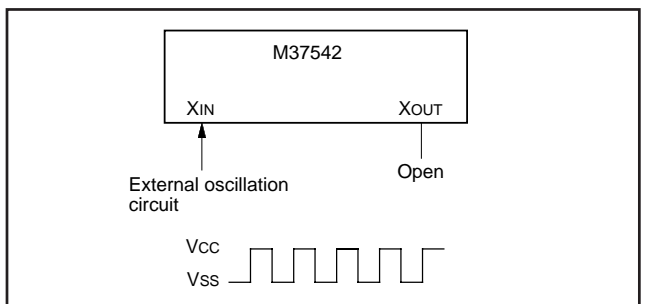 M37542
XIN XOUT
External oscillation
circuit
Open
VCC
VSS